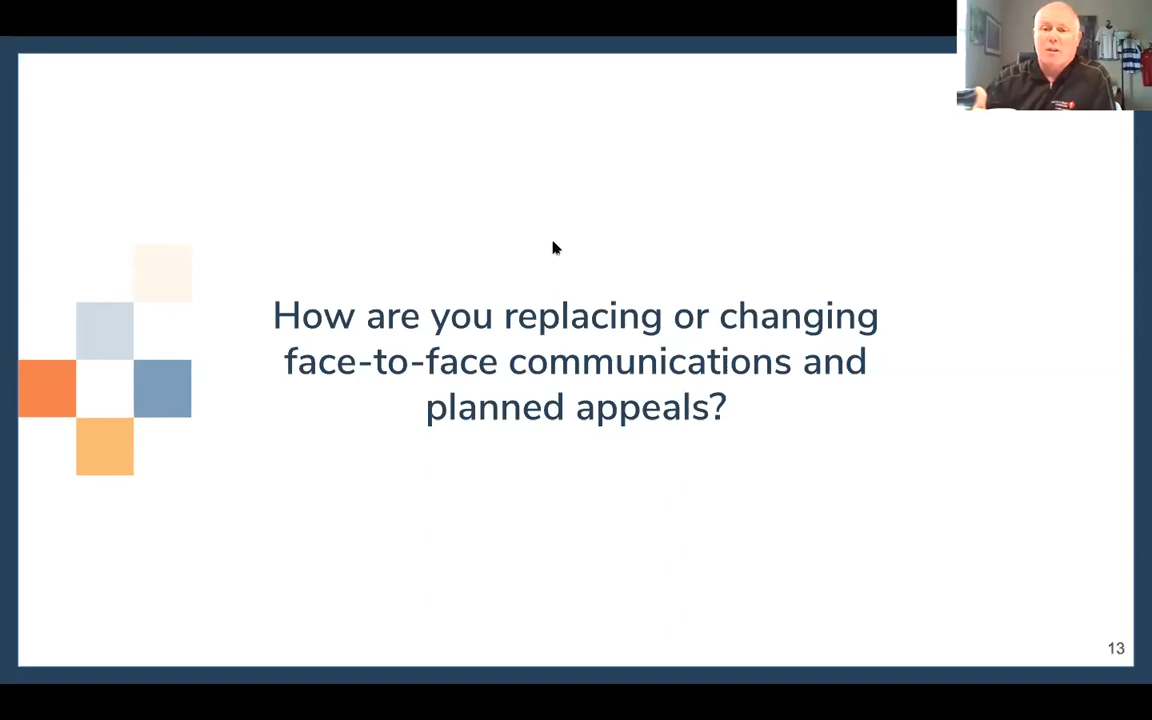 How are you replacing or changing
face-to-face communications and
planned appeals?
13